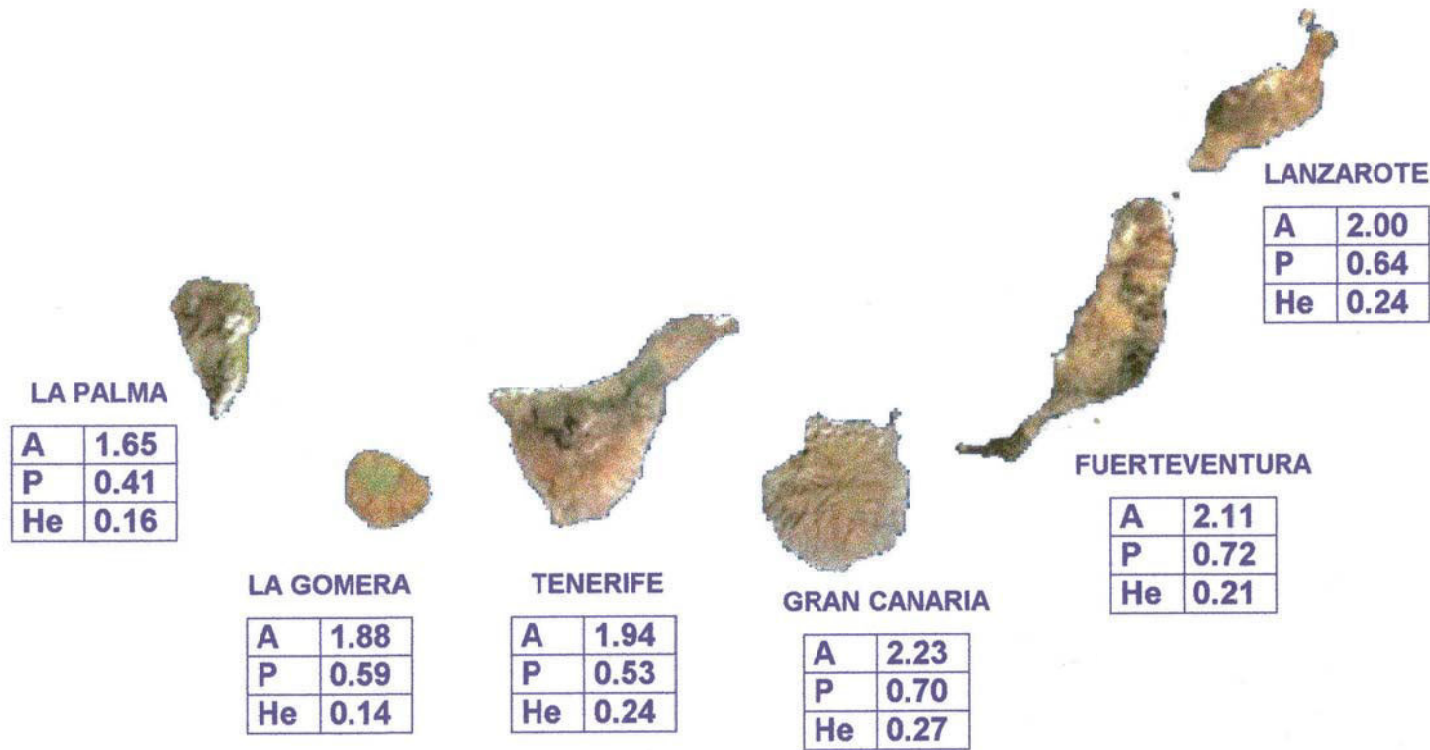 LANZAROTE
A 2.00
P 0.64
He 0.24
LA PALMA
A 1.65
P 0.41
He 0.16
LA GOMERA
A 1.88
P 0.59
He 0.14
TENERIFE
A 1.94
P 0.53
He 0.24
GRAN CANARIA
A 2.23
P 0.70
He 0.27
FUERTEVENTURA
A 2.11
P 0.72
He 0.21